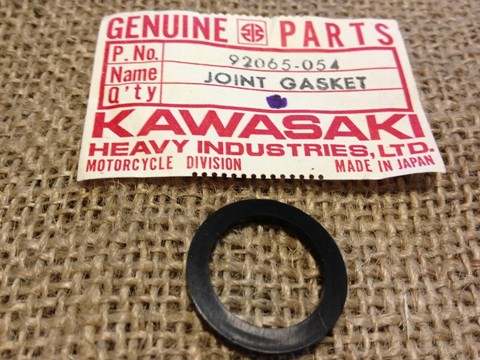 GENUINE PARTS
P. No. 92065-054
Name JOINT GASKET
Q'ty
KAWASAKI
HEAVY INDUSTRIES, LTD.
MOTORCYCLE DIVISION MADE IN JAPAN